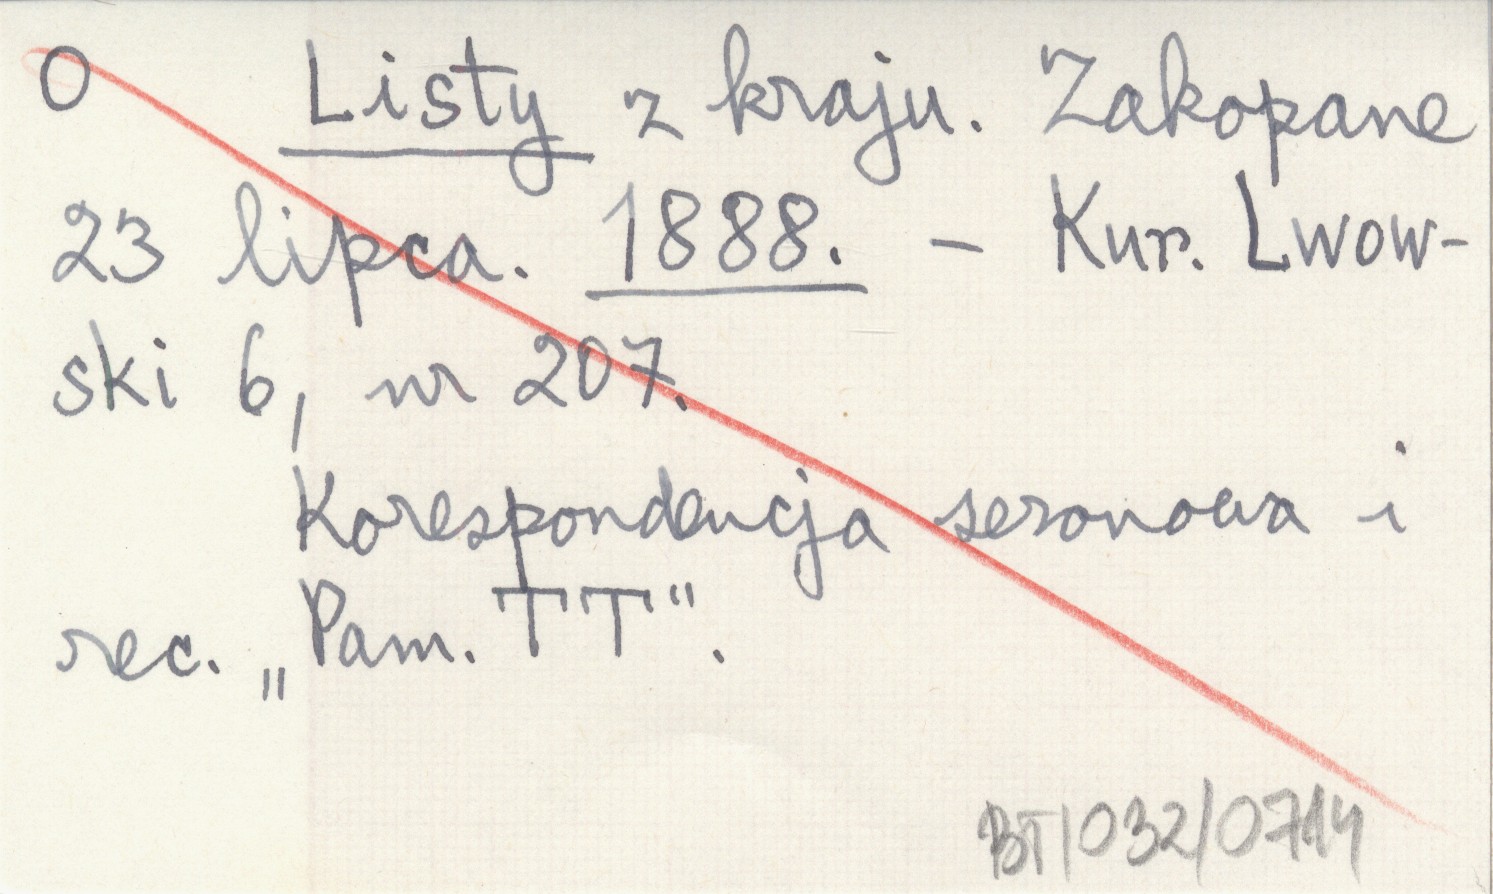 O Listy z kraju. Zakopane
23 lipca. 1888. - Kur. Lwow-
ski 6, nr 207.
Korespondencja sezonowa i
rec. „Pam. TT".
BT/032/0714